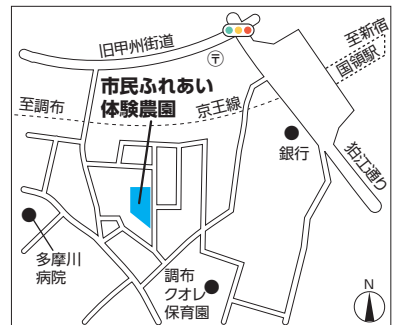 旧甲州街道
〒
至新宿
国領駅
市民ふれあい
体験農園
至調布
京王線
銀行
狛江通り
多摩川
病院
調布
クオレ
保育園
N